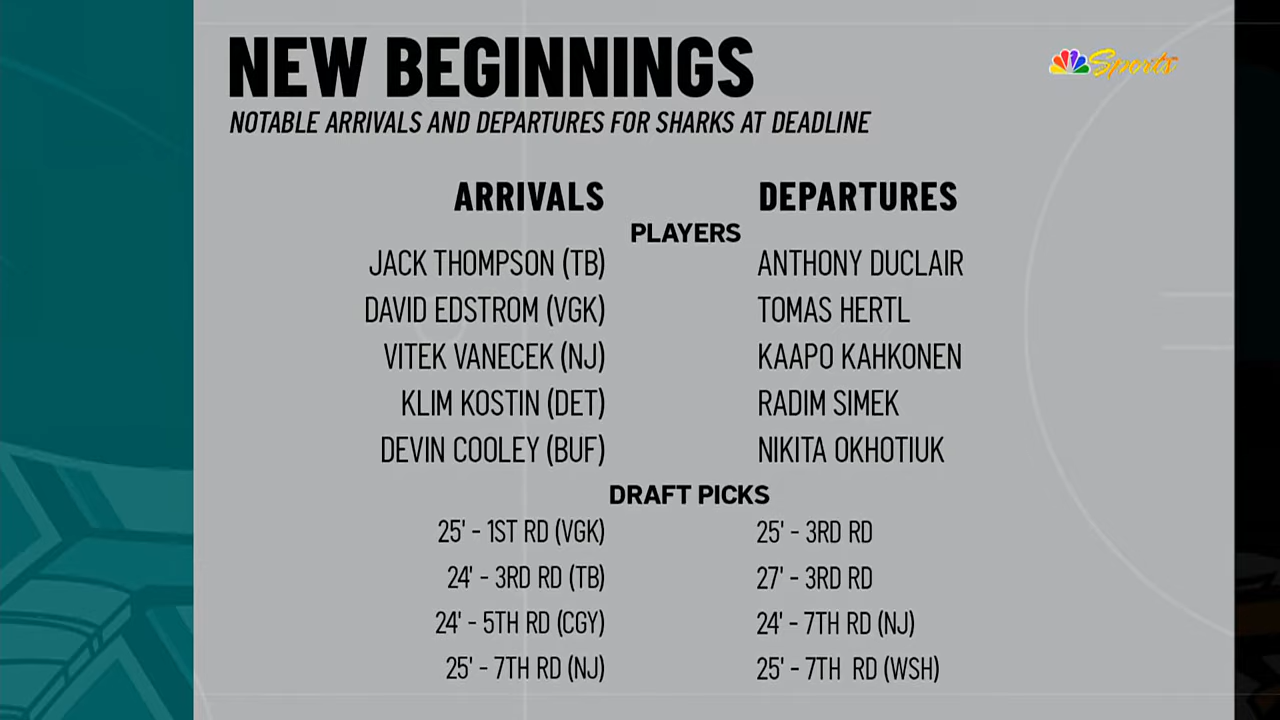 NEW BEGINNINGS
Sports
NOTABLE ARRIVALS AND DEPARTURES FOR SHARKS AT DEADLINE
ARRIVALS DEPARTURES
PLAYERS
JACK THOMPSON (TB) ANTHONY DUCLAIR
DAVID EDSTROM (VGK) TOMAS HERTL
VITEK VANECEK (NJ) KAAPO KAHKONEN
KLIM KOSTIN (DET) RADIM SIMEK
DEVIN COOLEY (BUF) NIKITA OKHOTIUK
DRAFT PICKS
25' - 1ST RD (VGK) 25' - 3RD RD
24' - 3RD RD (TB) 27' - 3RD RD
24' - 5TH RD (CGY) 24' - 7TH RD (NJ)
25' - 7TH RD (NJ) 25' - 7TH RD (WSH)